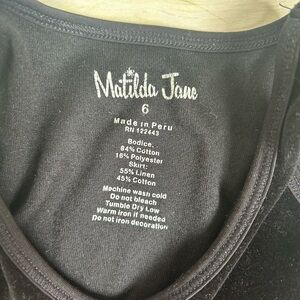 Matilda Jane
6
Made in Peru
RN 122443
Bodice,
84% Cotton
16% Polyester
Skirt:
55% Linen
45% Cotton
Machine wash cold
Do not bleach
Tumble Dry Low
Warm iron if needed
Do not iron decoration